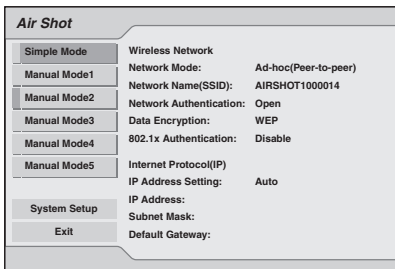 Air Shot
Simple Mode
Manual Mode1
Manual Mode2
Manual Mode3
Manual Mode4
Manual Mode5
System Setup
Exit
Wireless Network
Network Mode: Ad-hoc(Peer-to-peer)
Network Name(SSID): AIRSHOT1000014
Network Authentication: Open
Data Encryption: WEP
802.1x Authentication: Disable
Internet Protocol(IP)
IP Address Setting: Auto
IP Address:
Subnet Mask:
Default Gateway: